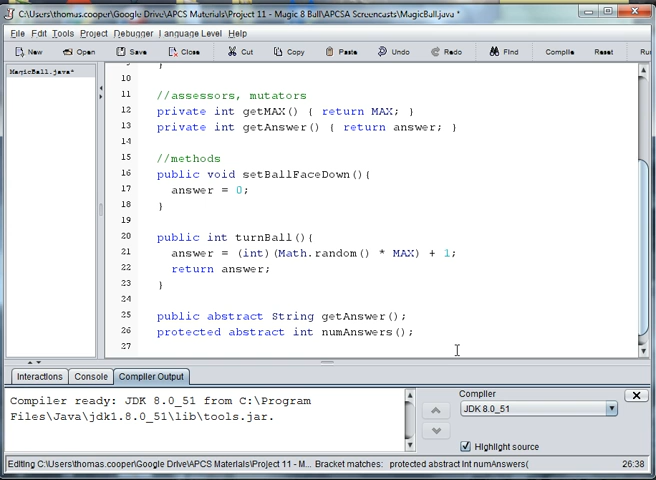 C:\Users\thomas.cooper\Google Drive\APCS Materials\Project 11 - Magic 8 Ball\APCSA Screencasts\MagicBall.java *
File Edit Tools Project Debugger Language Level Help
New Open Save Close Cut Copy Paste Undo Redo Find Compile Reset Ru
MagicBall.java*
9 }
10
11 //assessors, mutators
12 private int getMAX() { return MAX; }
13 private int getAnswer() { return answer; }
14
15 //methods
16 public void setBallFaceDown(){
17 answer = 0;
18 }
19
20 public int turnBall(){
21 answer = (int)(Math.random() * MAX) + 1;
22 return answer;
23 }
24
25 public abstract String getAnswer();
26 protected abstract int numAnswers();
27
Interactions Console Compiler Output
Compiler ready: JDK 8.0_51 from C:\Program
Files\Java\jdk1.8.0_51\lib\tools.jar.
Compiler
JDK 8.0_51
Highlight source
Editing C:\Users\thomas.cooper\Google Drive\APCS Materials\Project 11 - M... Bracket matches: protected abstract int numAnswers( 26:38